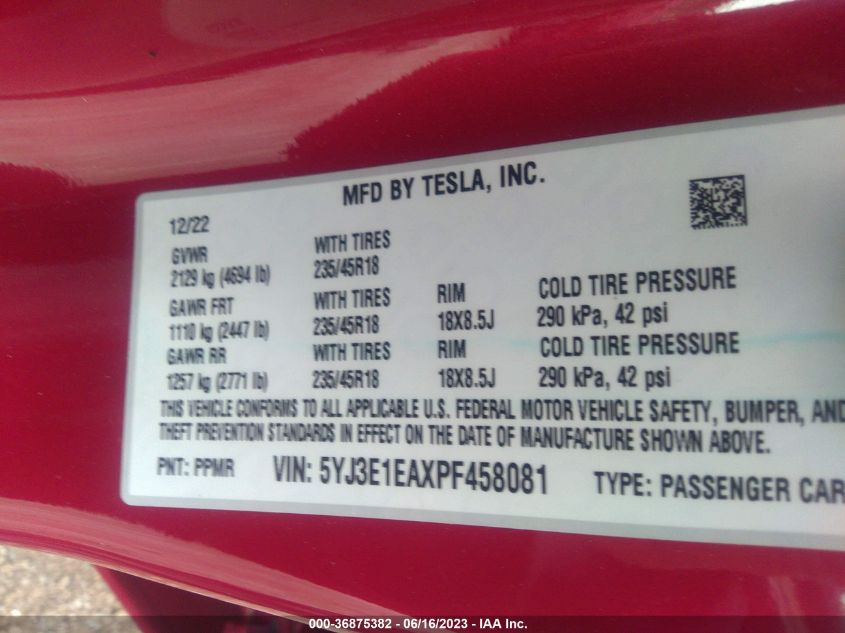 MFD BY TESLA, INC.
12/22
GVWR WITH TIRES
2129 kg (4694 lb) 235/45R18
GAWR FRT WITH TIRES RIM COLD TIRE PRESSURE
1110 kg (2447 lb) 235/45R18 18X8.5J 290 kPa, 42 psi
GAWR RR WITH TIRES RIM COLD TIRE PRESSURE
1257 kg (2771 lb) 235/45R18 18X8.5J 290 kPa, 42 psi
THIS VEHICLE CONFORMS TO ALL APPLICABLE U.S. FEDERAL MOTOR VEHICLE SAFETY, BUMPER, AND
THEFT PREVENTION STANDARDS IN EFFECT ON THE DATE OF MANUFACTURE SHOWN ABOVE.
PNT: PPMR VIN: 5YJ3E1EAXPF458081 TYPE: PASSENGER CAR
000-36875382 - 06/16/2023 - IAA Inc.